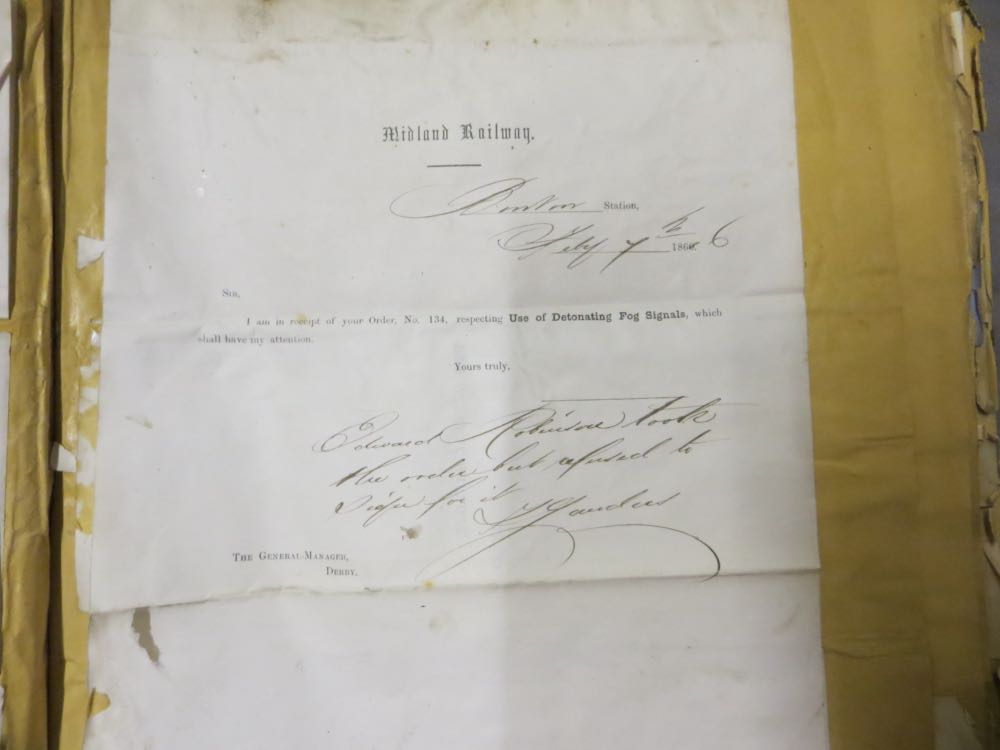 Midland Railway.
Station,
Feby 7th 1860. 6
Sir,
I am in receipt of your Order, No. 134, respecting Use of Detonating Fog Signals, which
shall have my attention.
Yours truly,
Edward Robinson took
the order but refused to
sign for it
The General Manager,
Derby.